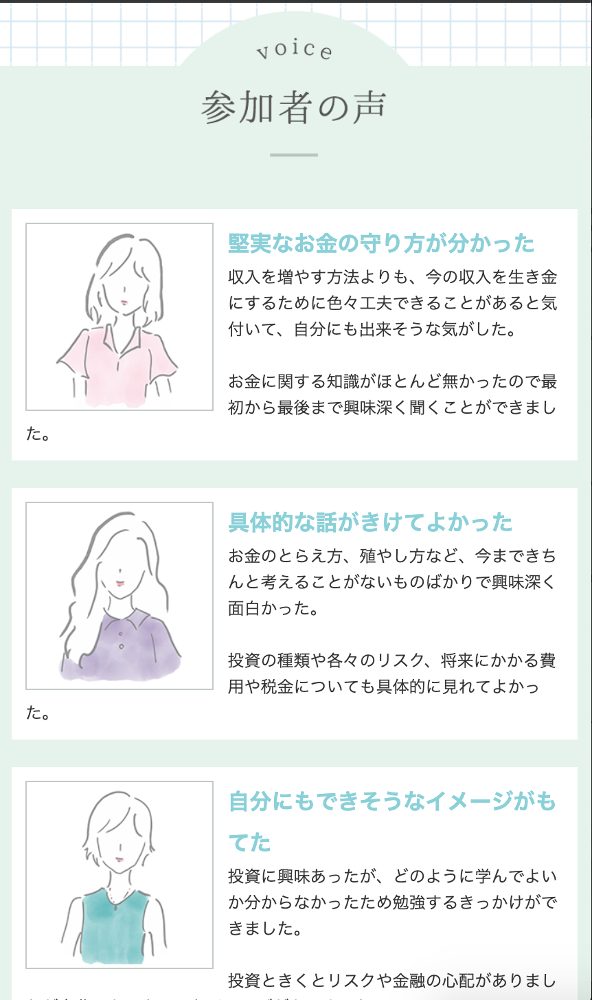 voice
参加者の声
堅実なお金の守り方が分かった
収入を増やす方法よりも、今の収入を生き金
にするために色々工夫できることがあると気
付いて、自分にも出来そうな気がした。
お金に関する知識がほとんど無かったので最
初から最後まで興味深く聞くことができまし
た。
具体的な話がきけてよかった
お金のとらえ方、殖やし方など、今まできち
んと考えることがないものばかりで興味深く
面白かった。
投資の種類や各々のリスク、将来にかかる費
用や税金についても具体的に見れてよかっ
た。
自分にもできそうなイメージがも
てた
投資に興味あったが、どのように学んでよい
か分からなかったため勉強するきっかけがで
きました。
投資ときくとリスクや金融の心配がありまし